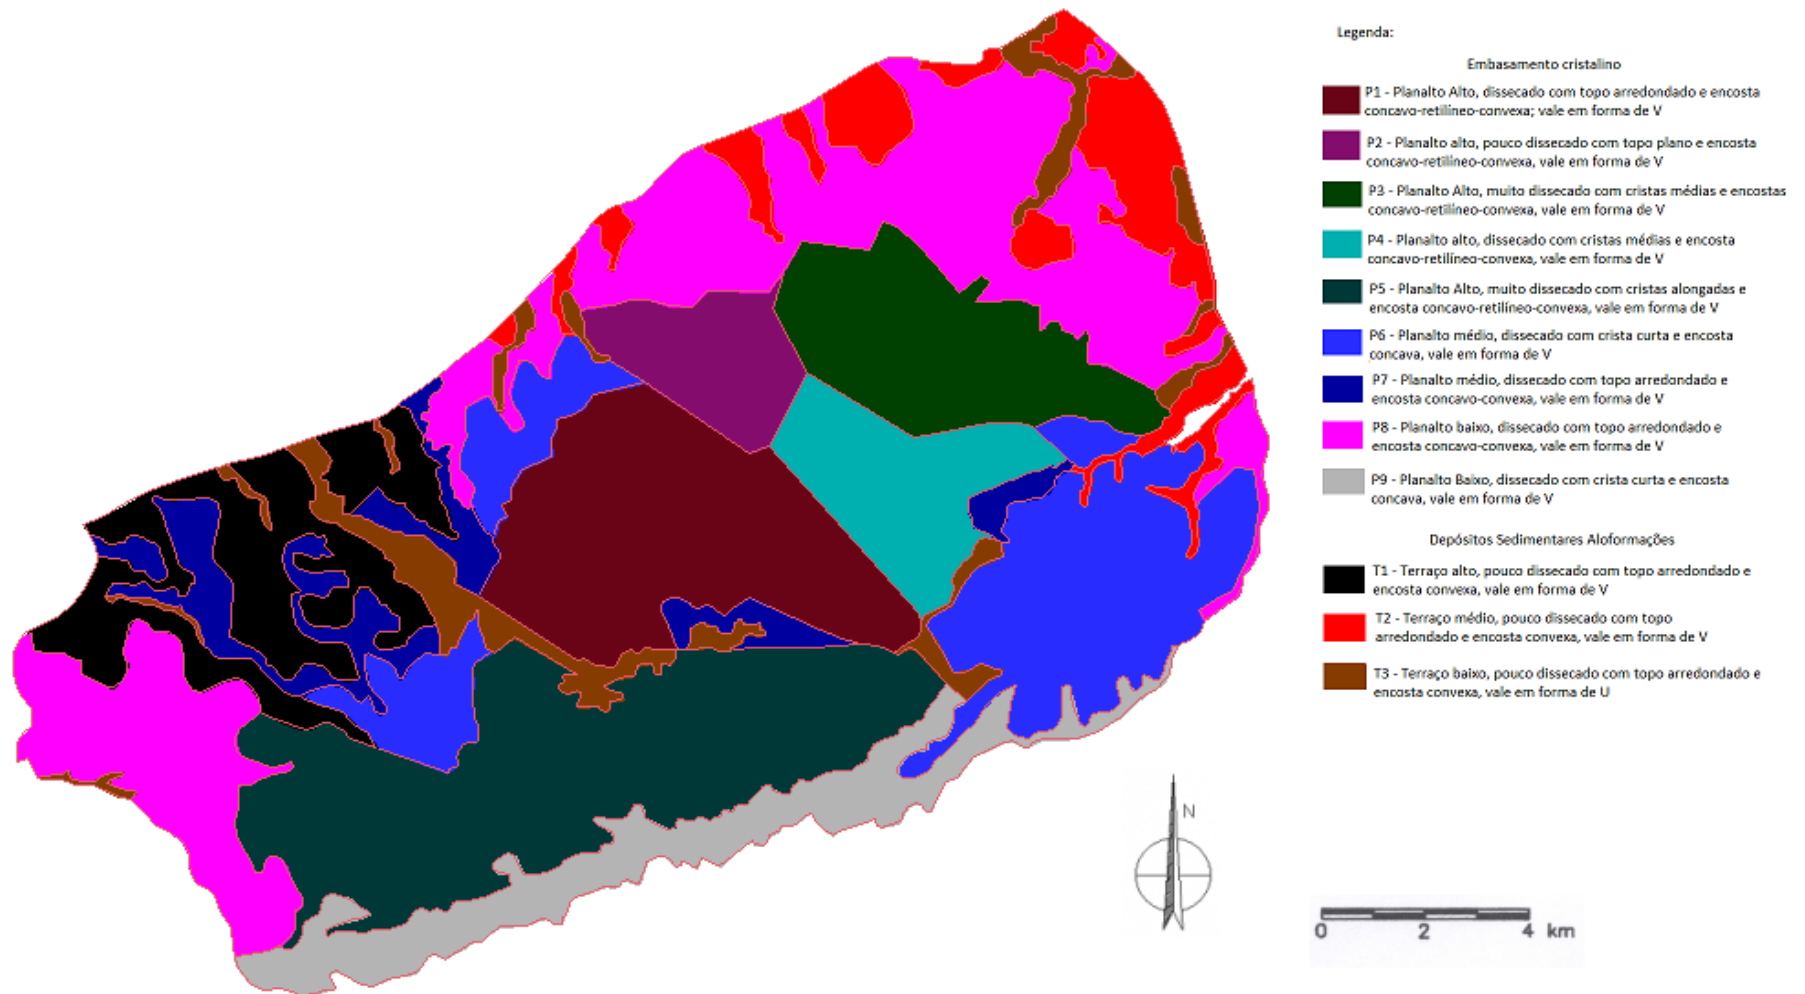 Legenda:
Embasamento cristalino
P1 - Planalto Alto, dissecado com topo arredondado e encosta
concavo-retilíneo-convexa; vale em forma de V
P2 - Planalto alto, pouco dissecado com topo plano e encosta
concavo-retilíneo-convexa, vale em forma de V
P3 - Planalto Alto, muito dissecado com cristas médias e encostas
concavo-retilíneo-convexa, vale em forma de V
P4 - Planalto alto, dissecado com cristas médias e encosta
concavo-retilíneo-convexa, vale em forma de V
P5 - Planalto Alto, muito dissecado com cristas alongadas e
encosta concavo-retilíneo-convexa, vale em forma de V
P6 - Planalto médio, dissecado com crista curta e encosta
concava, vale em forma de V
P7 - Planalto médio, dissecado com topo arredondado e
encosta concavo-convexa, vale em forma de V
P8 - Planalto baixo, dissecado com topo arredondado e
encosta concavo-convexa, vale em forma de V
P9 - Planalto Baixo, dissecado com crista curta e encosta
concava, vale em forma de V
Depósitos Sedimentares Aloformações
T1 - Terraço alto, pouco dissecado com topo arredondado e
encosta convexa, vale em forma de V
T2 - Terraço médio, pouco dissecado com topo
arredondado e encosta convexa, vale em forma de V
T3 - Terraço baixo, pouco dissecado com topo arredondado e
encosta convexa, vale em forma de U
N
0 2 4 km